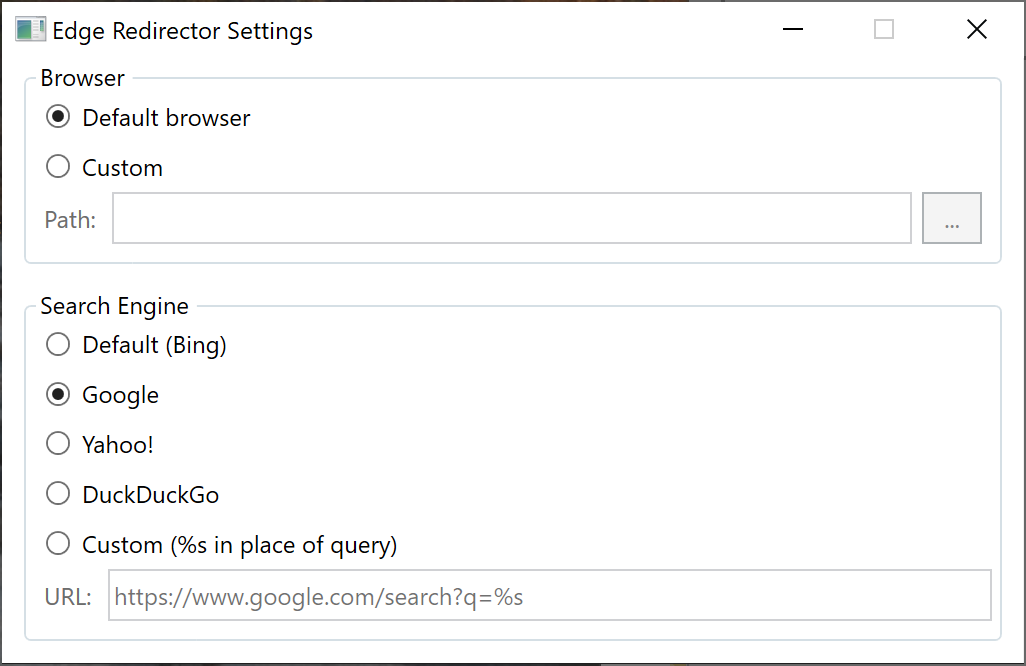 Edge Redirector Settings
Browser
Default browser
Custom
Path:
...
Search Engine
Default (Bing)
Google
Yahoo!
DuckDuckGo
Custom (%s in place of query)
URL: https://www.google.com/search?q=%s